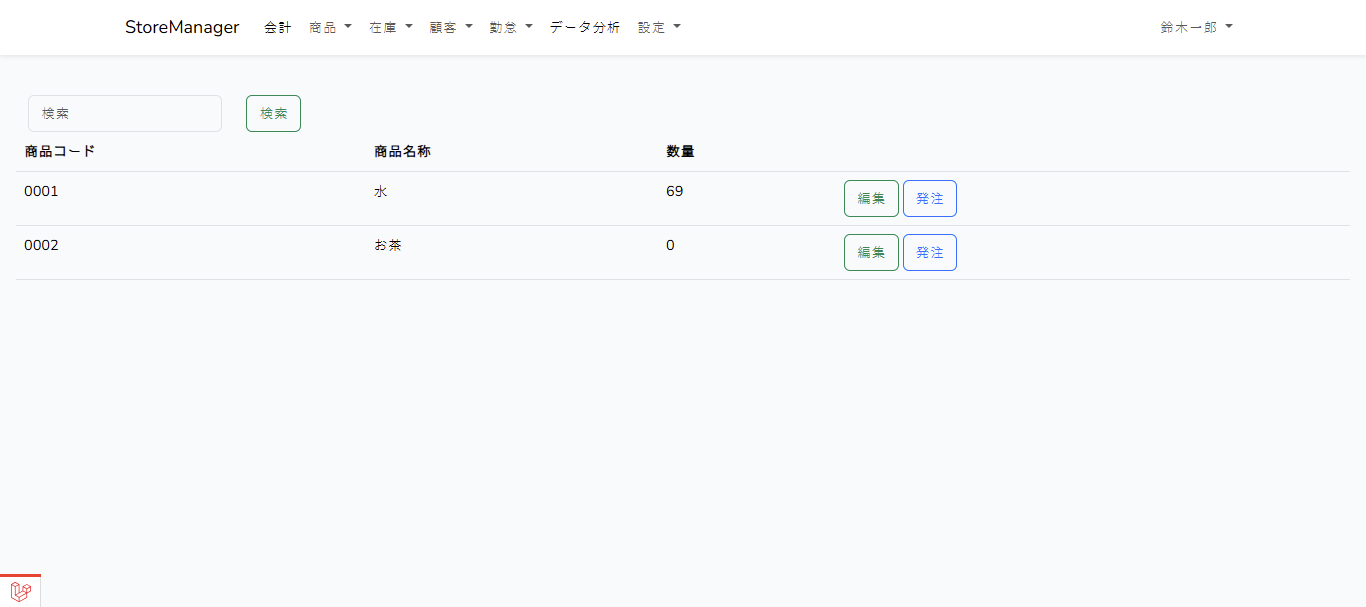 StoreManager 会計 商品 在庫 顧客 勤怠 データ分析 設定 鈴木一郎
検索 検索
商品コード 商品名称 数量
0001 水 69 編集 発注
0002 お茶 0 編集 発注